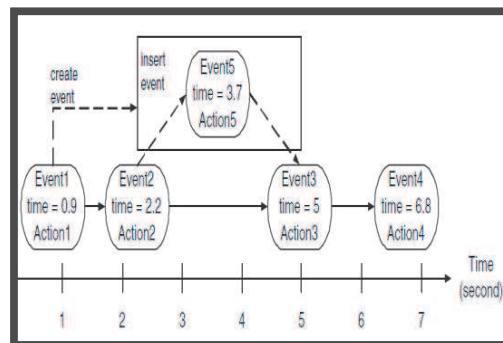 create
event
Insert
event
Event5
time = 3.7
Action5
Event1
time = 0.9
Action1
Event2
time = 2.2
Action2
Event3
time = 5
Action3
Event4
time = 6.8
Action4
Time
(second)
1 2 3 4 5 6 7